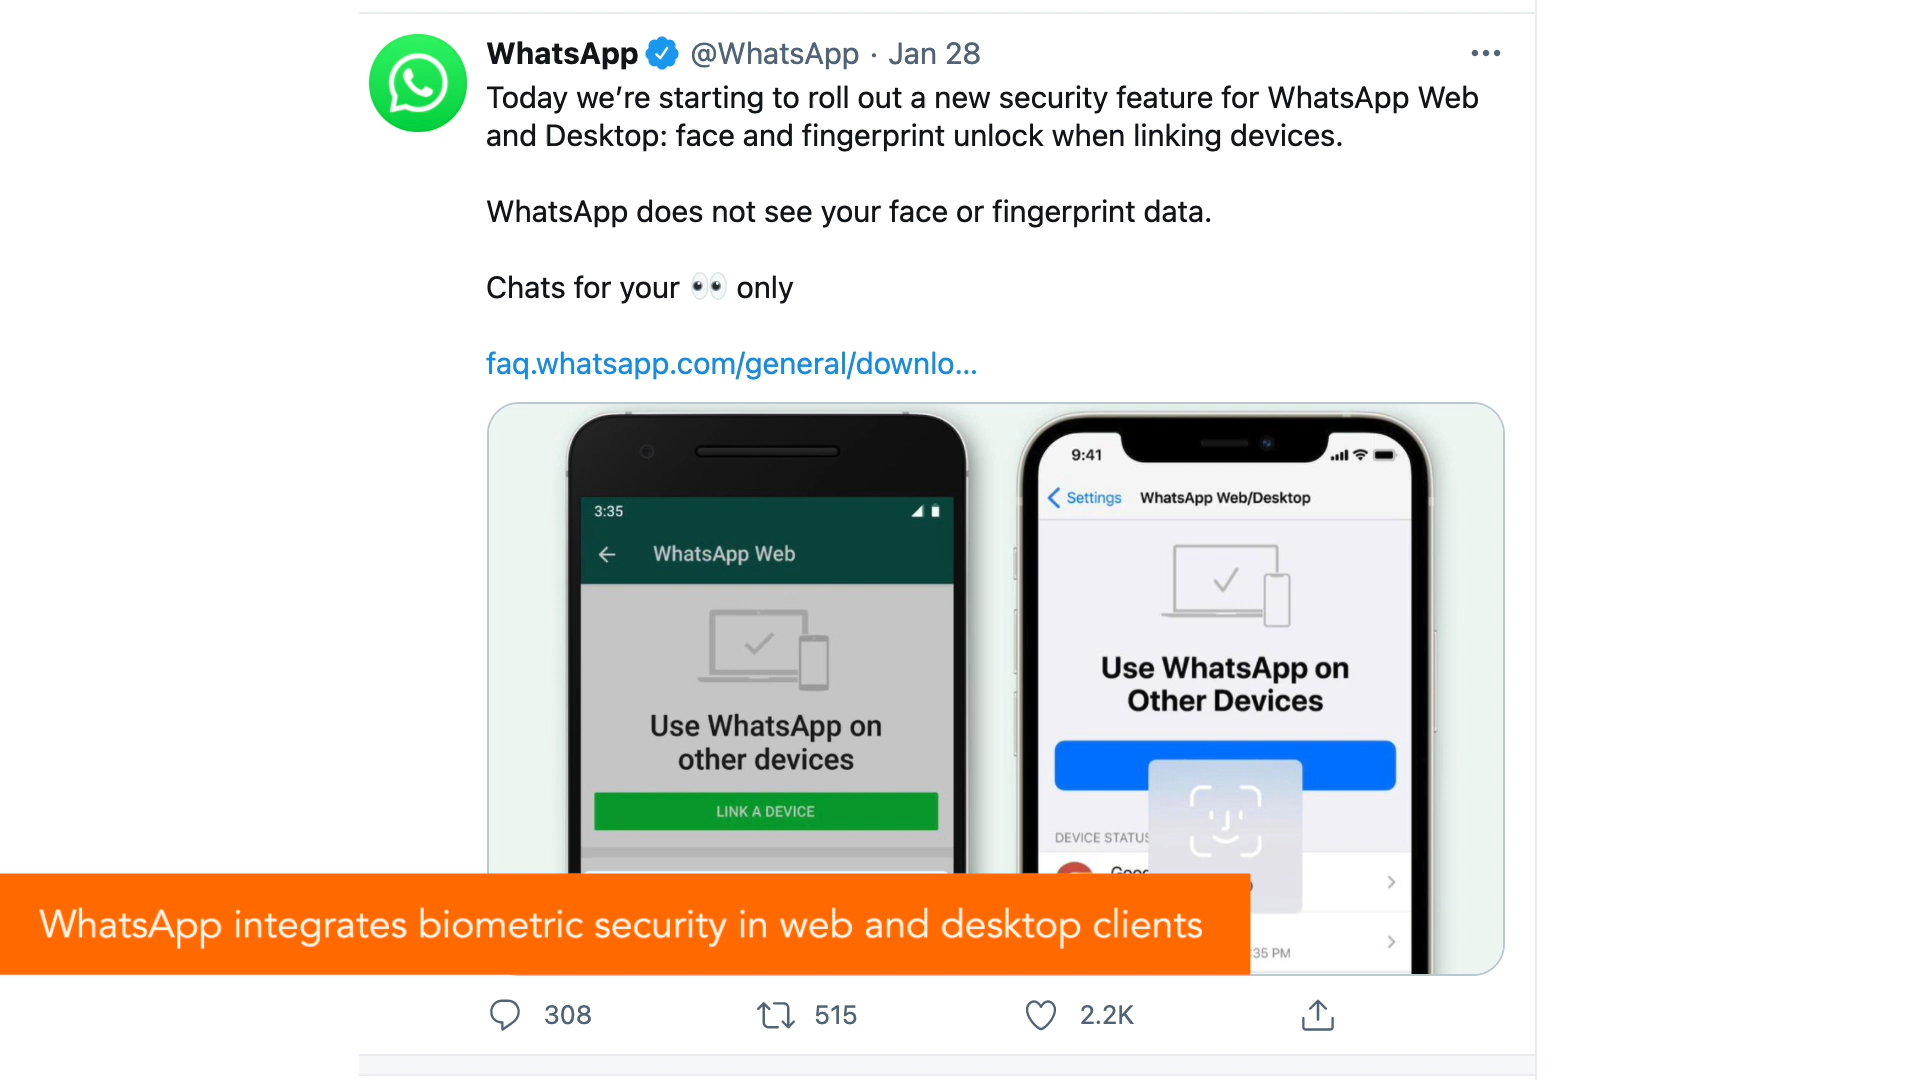 WhatsApp @WhatsApp · Jan 28
Today we’re starting to roll out a new security feature for WhatsApp Web
and Desktop: face and fingerprint unlock when linking devices.
WhatsApp does not see your face or fingerprint data.
Chats for your 👀 only
faq.whatsapp.com/general/downlo...
3:35
WhatsApp Web
Use WhatsApp on
other devices
LINK A DEVICE
9:41
Settings WhatsApp Web/Desktop
Use WhatsApp on
Other Devices
DEVICE STATUS
:35 PM
WhatsApp integrates biometric security in web and desktop clients
308 515 2.2K